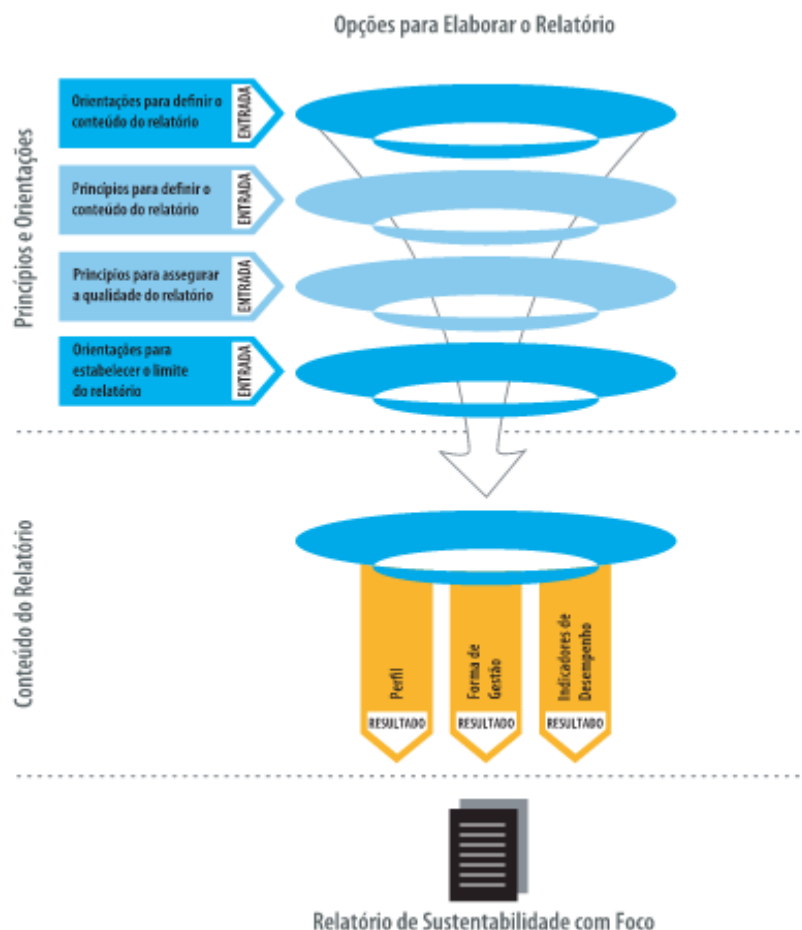 Opções para Elaborar o Relatório
Princípios e Orientações
Orientações para definir o
conteúdo do relatório
ENTRADA
Princípios para definir o
conteúdo do relatório
ENTRADA
Princípios para assegurar
a qualidade do relatório
ENTRADA
Orientações para
estabelecer o limite
do relatório
ENTRADA
Conteúdo do Relatório
Perfil
RESULTADO
Forma de
Gestão
RESULTADO
Indicadores de
Desempenho
RESULTADO
Relatório de Sustentabilidade com Foco